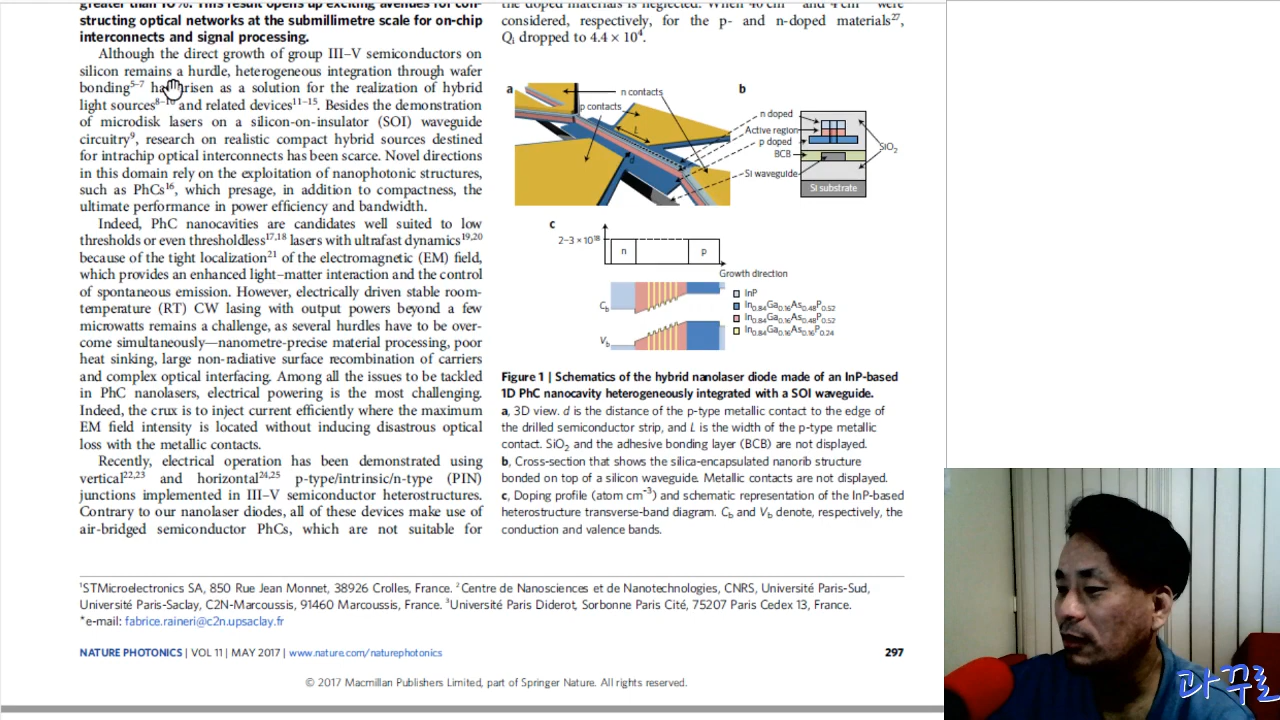 greater than 10%. This result opens up exciting avenues for con-
structing optical networks at the submillimetre scale for on-chip
interconnects and signal processing.
Although the direct growth of group III–V semiconductors on
silicon remains a hurdle, heterogeneous integration through wafer
bonding5–7 has arisen as a solution for the realization of hybrid
light sources8–10 and related devices11–15. Besides the demonstration
of microdisk lasers on a silicon-on-insulator (SOI) waveguide
circuitry9, research on realistic compact hybrid sources destined
for intrachip optical interconnects has been scarce. Novel directions
in this domain rely on the exploitation of nanophotonic structures,
such as PhCs16, which presage, in addition to compactness, the
ultimate performance in power efficiency and bandwidth.
Indeed, PhC nanocavities are candidates well suited to low
thresholds or even thresholdless17,18 lasers with ultrafast dynamics19,20
because of the tight localization21 of the electromagnetic (EM) field,
which provides an enhanced light–matter interaction and the control
of spontaneous emission. However, electrically driven stable room-
temperature (RT) CW lasing with output powers beyond a few
microwatts remains a challenge, as several hurdles have to be over-
come simultaneously—nanometre-precise material processing, poor
heat sinking, large non-radiative surface recombination of carriers
and complex optical interfacing. Among all the issues to be tackled
in PhC nanolasers, electrical powering is the most challenging.
Indeed, the crux is to inject current efficiently where the maximum
EM field intensity is located without inducing disastrous optical
loss with the metallic contacts.
Recently, electrical operation has been demonstrated using
vertical22,23 and horizontal24,25 p-type/intrinsic/n-type (PIN)
junctions implemented in III–V semiconductor heterostructures.
Contrary to our nanolaser diodes, all of these devices make use of
air-bridged semiconductor PhCs, which are not suitable for
the doped materials is neglected. When 40 cm and 4 cm were
considered, respectively, for the p- and n-doped materials27,
Qi dropped to 4.4 × 10⁴.
a
n contacts
p contacts
L
d
b
n doped
Active region
p doped
BCB
SI waveguide
SiO2
SI substrate
c
2–3 × 10¹⁸
n
p
Growth direction
Cb
Vb
InP
In0.84Ga0.16As0.48P0.52
In0.84Ga0.16As0.48P0.52
In0.84Ga0.16As0.16P0.24
Figure 1 | Schematics of the hybrid nanolaser diode made of an InP-based
1D PhC nanocavity heterogeneously integrated with a SOI waveguide.
a, 3D view. d is the distance of the p-type metallic contact to the edge of
the drilled semiconductor strip, and L is the width of the p-type metallic
contact. SiO2 and the adhesive bonding layer (BCB) are not displayed.
b, Cross-section that shows the silica-encapsulated nanorib structure
bonded on top of a silicon waveguide. Metallic contacts are not displayed.
c, Doping profile (atom cm−3) and schematic representation of the InP-based
heterostructure transverse-band diagram. Cb and Vb denote, respectively, the
conduction and valence bands.
1STMicroelectronics SA, 850 Rue Jean Monnet, 38926 Crolles, France. 2Centre de Nanosciences et de Nanotechnologies, CNRS, Université Paris-Sud,
Université Paris-Saclay, C2N-Marcoussis, 91460 Marcoussis, France. 3Université Paris Diderot, Sorbonne Paris Cité, 75207 Paris Cedex 13, France.
*e-mail: fabrice.raineri@c2n.upsaclay.fr
NATURE PHOTONICS | VOL 11 | MAY 2017 | www.nature.com/naturephotonics
297
© 2017 Macmillan Publishers Limited, part of Springer Nature. All rights reserved.
과꾸로